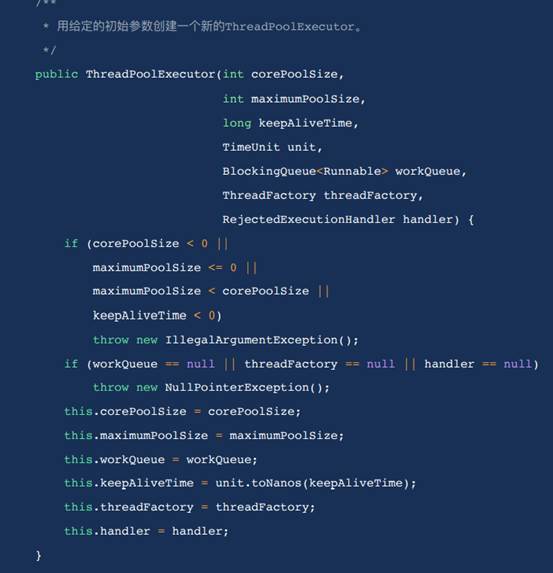 /**
 * 用给定的初始参数创建一个新的ThreadPoolExecutor。
 */
public ThreadPoolExecutor(int corePoolSize,
                          int maximumPoolSize,
                          long keepAliveTime,
                          TimeUnit unit,
                          BlockingQueue<Runnable> workQueue,
                          ThreadFactory threadFactory,
                          RejectedExecutionHandler handler) {
    if (corePoolSize < 0 ||
        maximumPoolSize <= 0 ||
        maximumPoolSize < corePoolSize ||
        keepAliveTime < 0)
        throw new IllegalArgumentException();
    if (workQueue == null || threadFactory == null || handler == null)
        throw new NullPointerException();
    this.corePoolSize = corePoolSize;
    this.maximumPoolSize = maximumPoolSize;
    this.workQueue = workQueue;
    this.keepAliveTime = unit.toNanos(keepAliveTime);
    this.threadFactory = threadFactory;
    this.handler = handler;
}